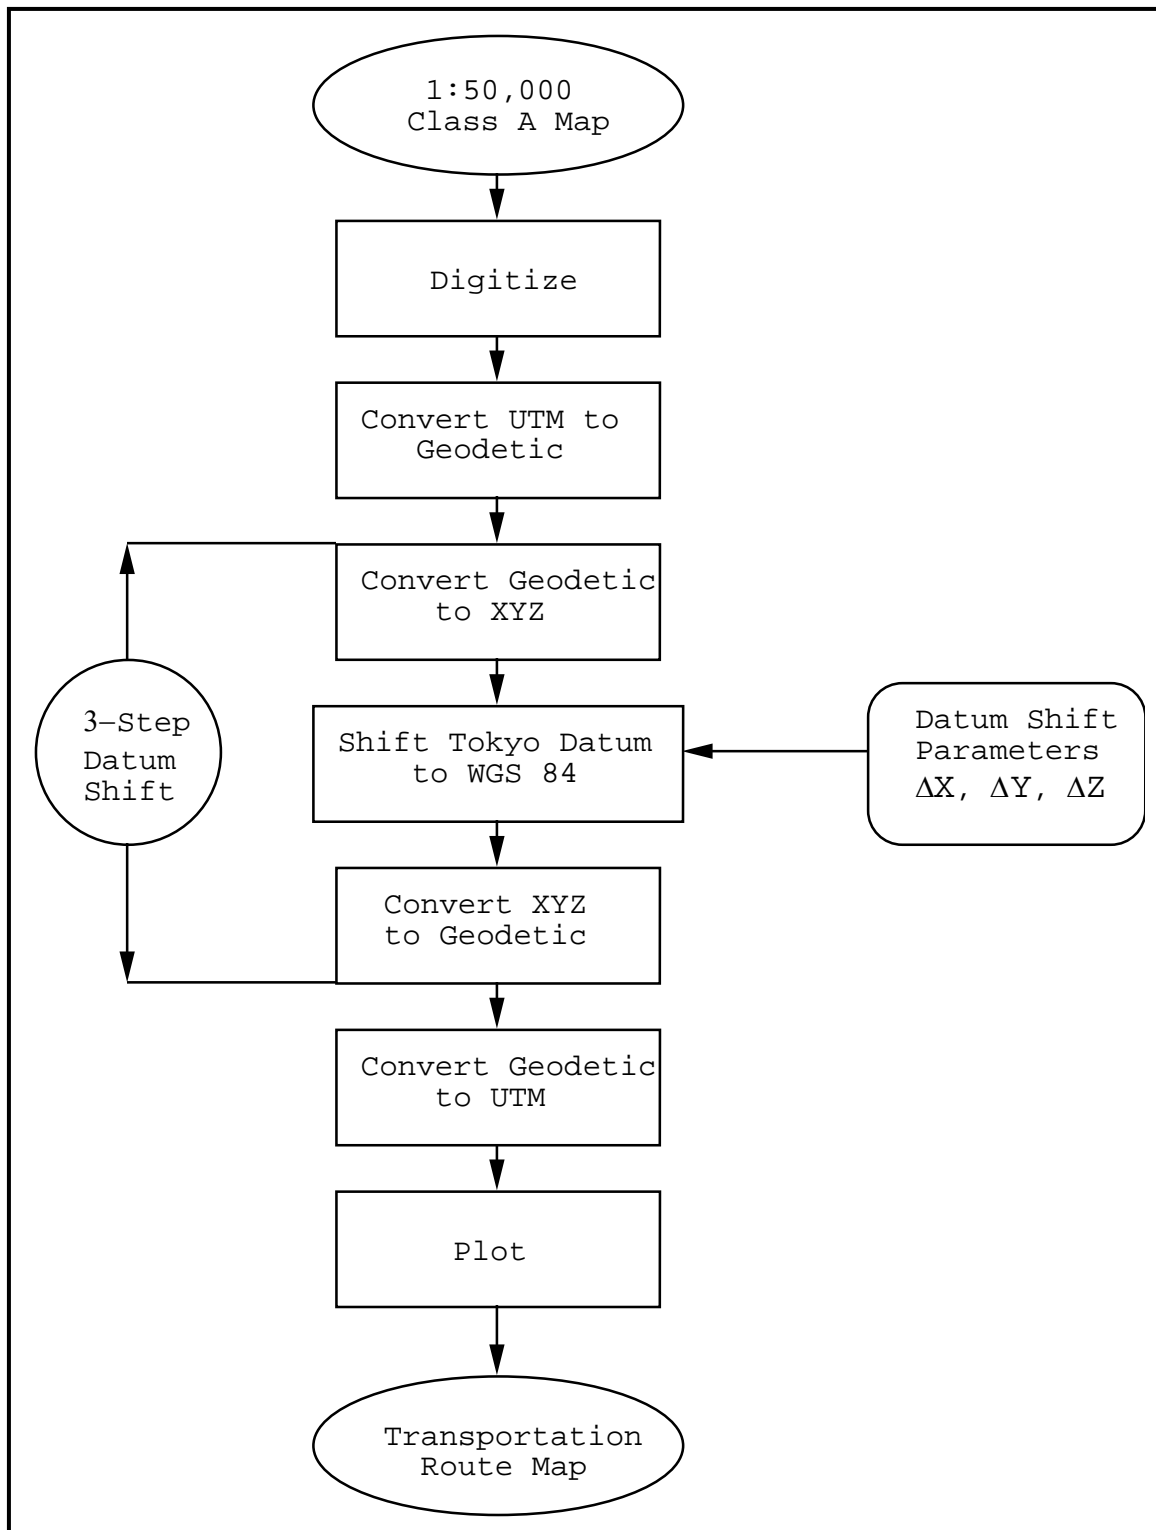 1:50,000
Class A Map
Digitize
Convert UTM to
Geodetic
Convert Geodetic
to XYZ
3–Step
Datum
Shift
Shift Tokyo Datum
to WGS 84
Datum Shift
Parameters
ΔX, ΔY, ΔZ
Convert XYZ
to Geodetic
Convert Geodetic
to UTM
Plot
Transportation
Route Map